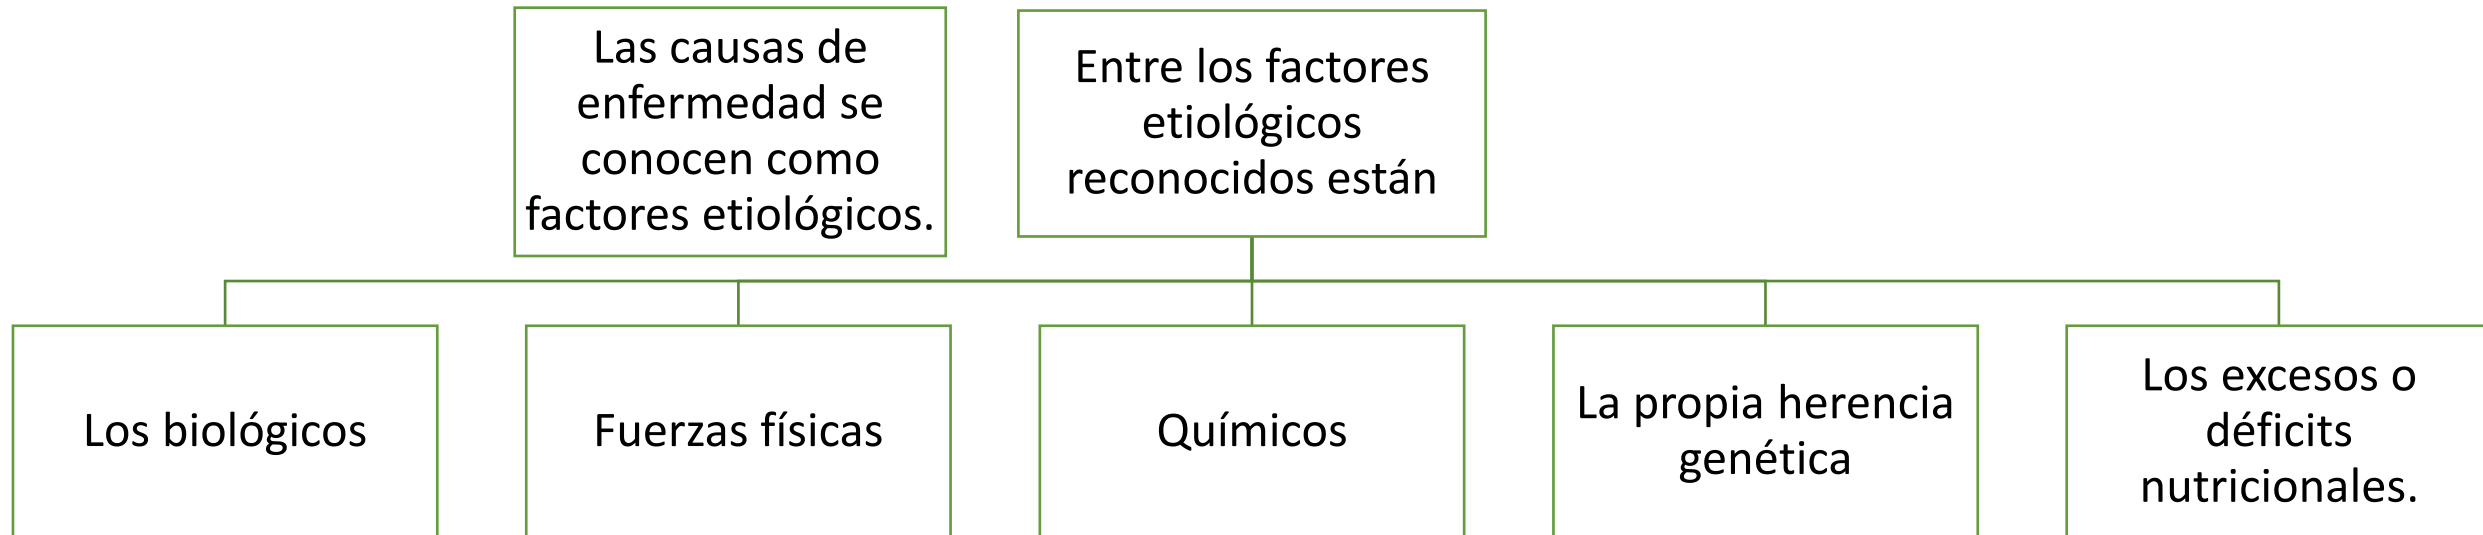 Las causas de
enfermedad se
conocen como
factores etiológicos.
Entre los factores
etiológicos
reconocidos están
Los biológicos
Fuerzas físicas
Químicos
La propia herencia
genética
Los excesos o
déficits
nutricionales.